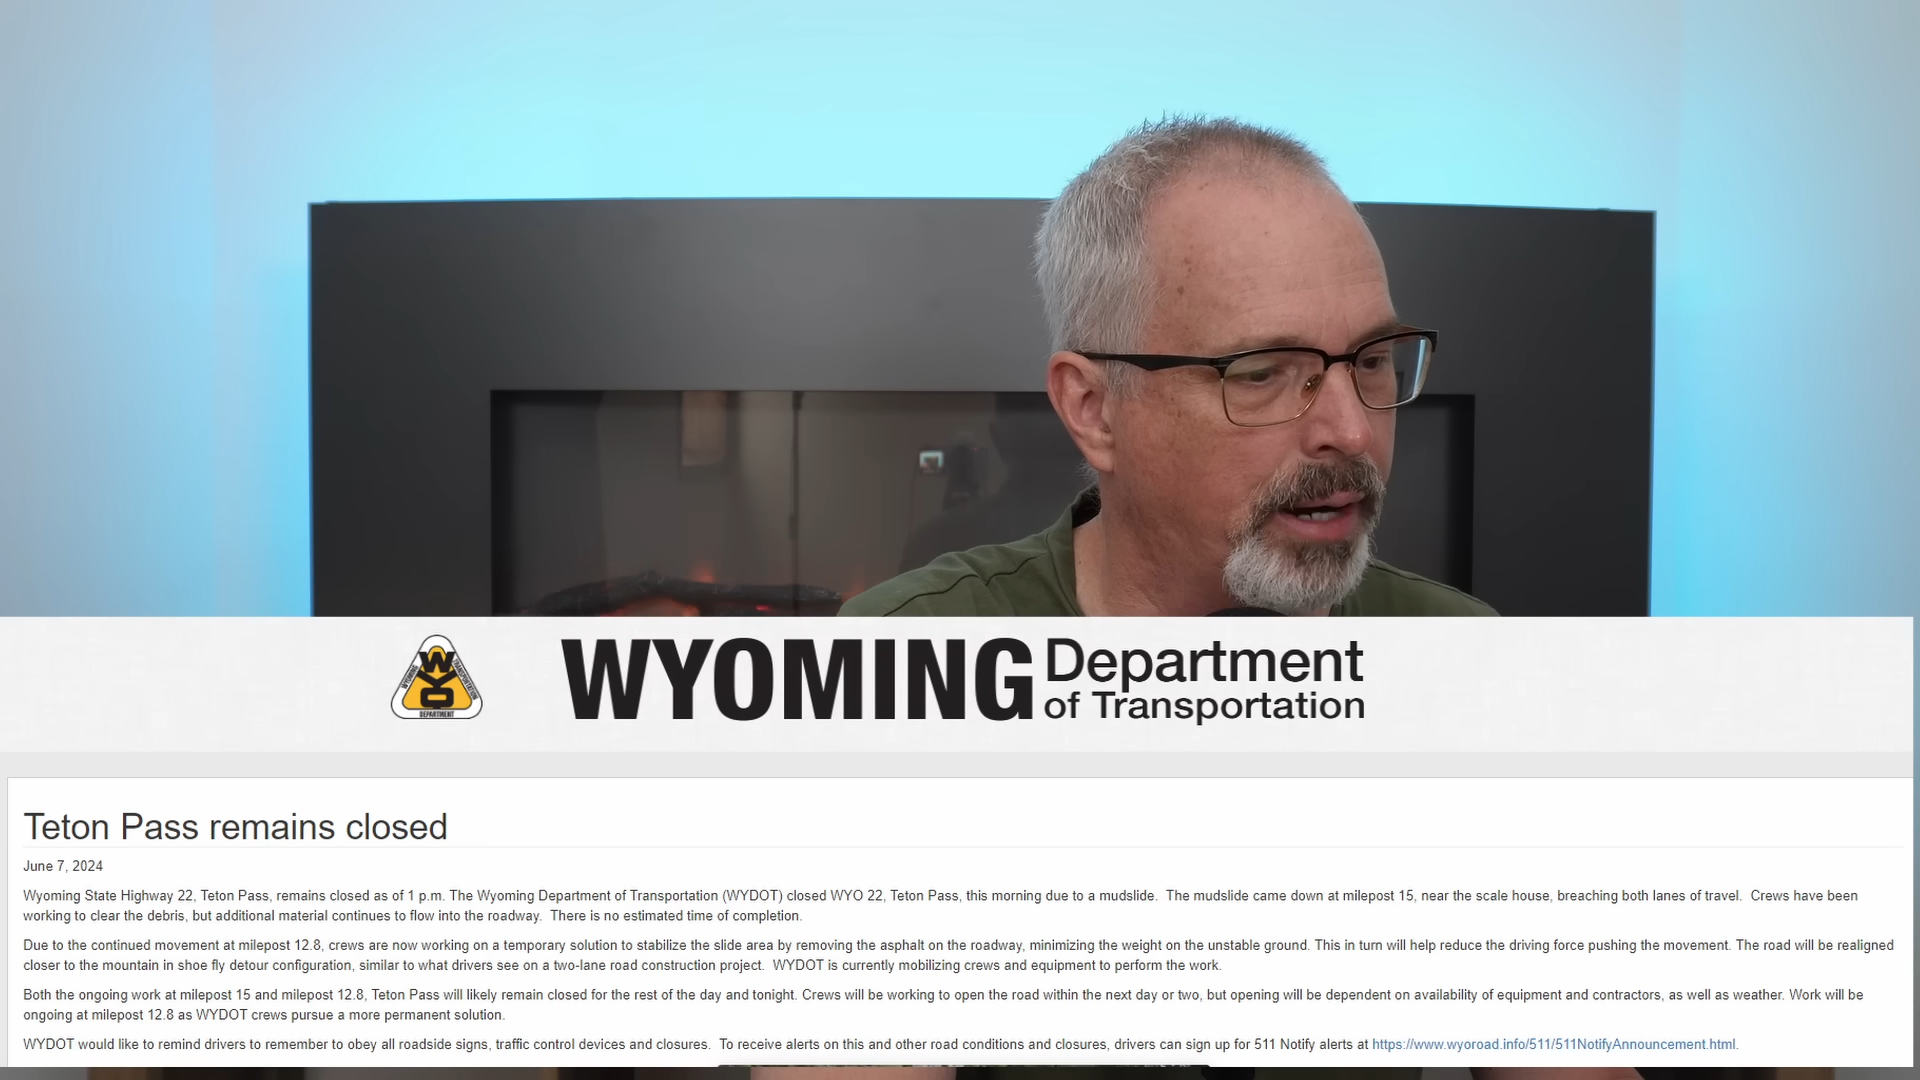 WYOMING Department
of Transportation
WYO
WYOMING
TRANSPORTATION
DEPARTMENT
Teton Pass remains closed
June 7, 2024
Wyoming State Highway 22, Teton Pass, remains closed as of 1 p.m. The Wyoming Department of Transportation (WYDOT) closed WYO 22, Teton Pass, this morning due to a mudslide.  The mudslide came down at milepost 15, near the scale house, breaching both lanes of travel.  Crews have been
working to clear the debris, but additional material continues to flow into the roadway.  There is no estimated time of completion.
Due to the continued movement at milepost 12.8, crews are now working on a temporary solution to stabilize the slide area by removing the asphalt on the roadway, minimizing the weight on the unstable ground. This in turn will help reduce the driving force pushing the movement. The road will be realigned
closer to the mountain in shoe fly detour configuration, similar to what drivers see on a two-lane road construction project.  WYDOT is currently mobilizing crews and equipment to perform the work.
Both the ongoing work at milepost 15 and milepost 12.8, Teton Pass will likely remain closed for the rest of the day and tonight. Crews will be working to open the road within the next day or two, but opening will be dependent on availability of equipment and contractors, as well as weather. Work will be
ongoing at milepost 12.8 as WYDOT crews pursue a more permanent solution.
WYDOT would like to remind drivers to remember to obey all roadside signs, traffic control devices and closures.  To receive alerts on this and other road conditions and closures, drivers can sign up for 511 Notify alerts at https://www.wyoroad.info/511/511NotifyAnnouncement.html.